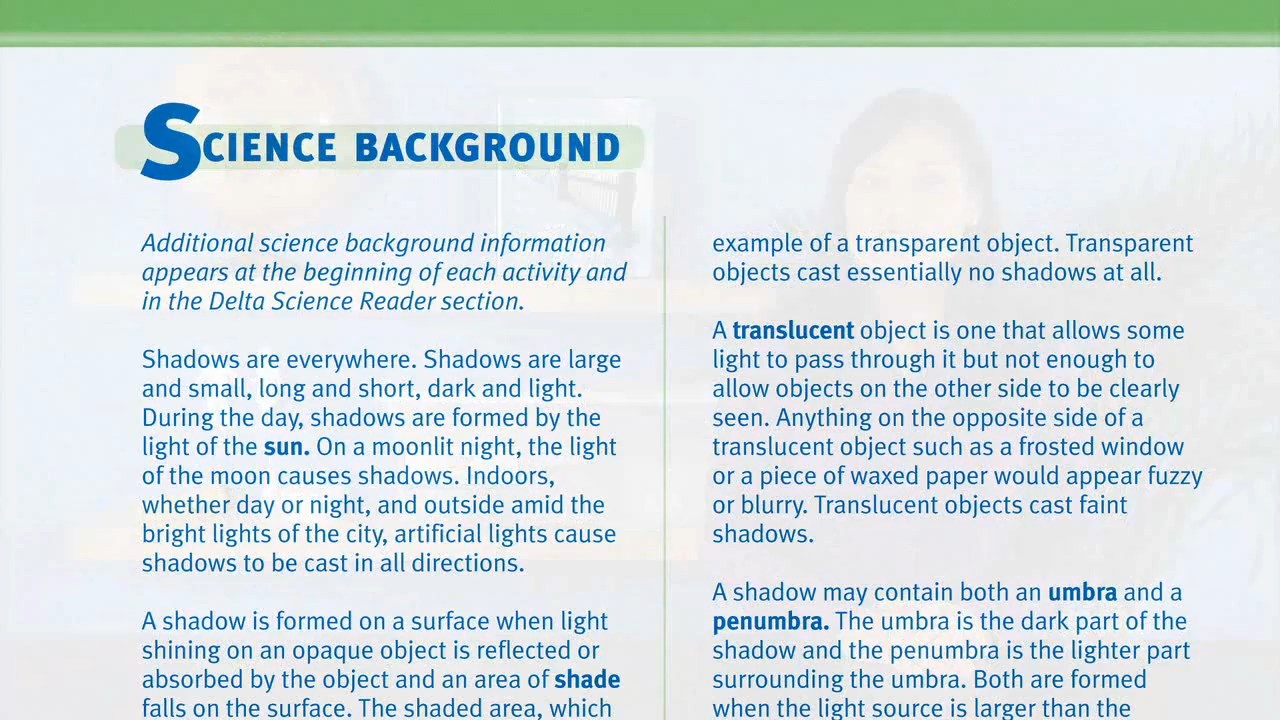 SCIENCE BACKGROUND
Additional science background information
appears at the beginning of each activity and
in the Delta Science Reader section.
Shadows are everywhere. Shadows are large
and small, long and short, dark and light.
During the day, shadows are formed by the
light of the sun. On a moonlit night, the light
of the moon causes shadows. Indoors,
whether day or night, and outside amid the
bright lights of the city, artificial lights cause
shadows to be cast in all directions.
A shadow is formed on a surface when light
shining on an opaque object is reflected or
absorbed by the object and an area of shade
falls on the surface. The shaded area, which
example of a transparent object. Transparent
objects cast essentially no shadows at all.
A translucent object is one that allows some
light to pass through it but not enough to
allow objects on the other side to be clearly
seen. Anything on the opposite side of a
translucent object such as a frosted window
or a piece of waxed paper would appear fuzzy
or blurry. Translucent objects cast faint
shadows.
A shadow may contain both an umbra and a
penumbra. The umbra is the dark part of the
shadow and the penumbra is the lighter part
surrounding the umbra. Both are formed
when the light source is larger than the